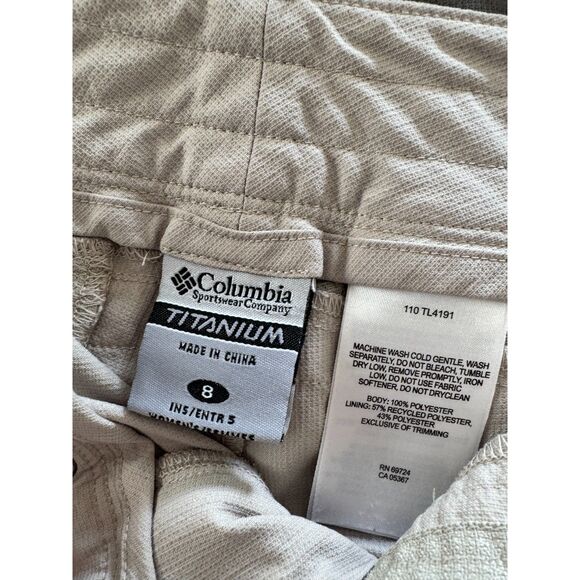 Columbia
Sportswear Company
TITANIUM
MADE IN CHINA
8
INS/ENTR 5
WOMEN'S/FEMMES
110 TL4191
MACHINE WASH COLD GENTLE, WASH
SEPARATELY, DO NOT BLEACH, TUMBLE
DRY LOW, REMOVE PROMPTLY, IRON
LOW, DO NOT USE FABRIC
SOFTENER, DO NOT DRYCLEAN
BODY: 100% POLYESTER
LINING: 57% RECYCLED POLYESTER,
43% POLYESTER
EXCLUSIVE OF TRIMMING
RN 69724
CA 05367